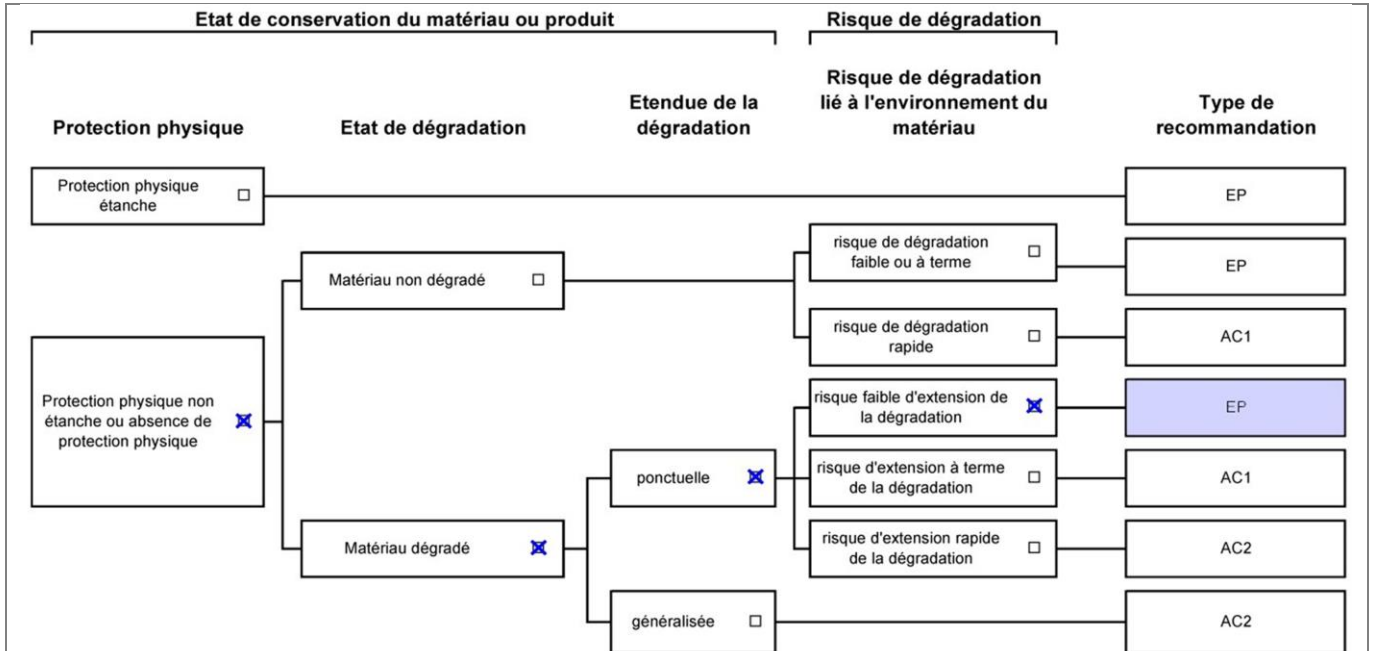 Etat de conservation du matériau ou produit
Risque de dégradation
Protection physique
Etat de dégradation
Etendue de la
dégradation
Risque de dégradation
lié à l'environnement du
matériau
Type de
recommandation
Protection physique
étanche
EP
risque de dégradation
faible ou à terme
EP
Matériau non dégradé
risque de dégradation
rapide
AC1
Protection physique non
étanche ou absence de
protection physique
risque faible d'extension de
la dégradation
EP
ponctuelle
risque d'extension à terme
de la dégradation
AC1
Matériau dégradé
risque d'extension rapide
de la dégradation
AC2
généralisée
AC2